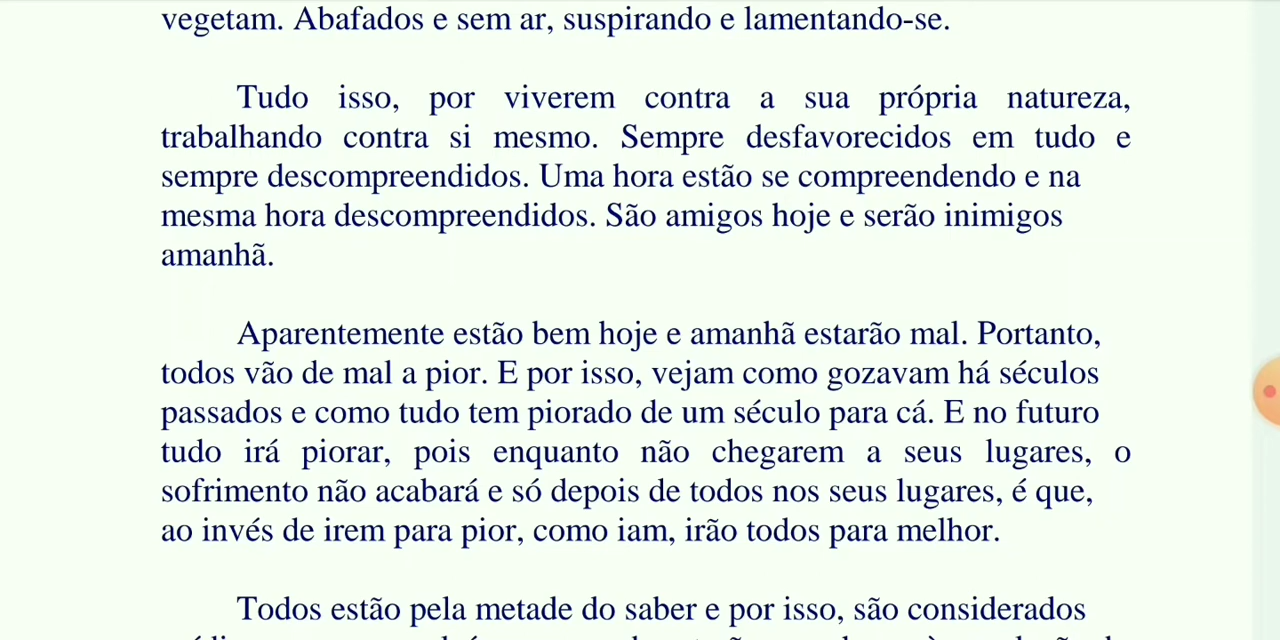 vegetam. Abafados e sem ar, suspirando e lamentando-se.
Tudo isso, por viverem contra a sua própria natureza,
trabalhando contra si mesmo. Sempre desfavorecidos em tudo e
sempre descompreendidos. Uma hora estão se compreendendo e na
mesma hora descompreendidos. São amigos hoje e serão inimigos
amanhã.
Aparentemente estão bem hoje e amanhã estarão mal. Portanto,
todos vão de mal a pior. E por isso, vejam como gozavam há séculos
passados e como tudo tem piorado de um século para cá. E no futuro
tudo irá piorar, pois enquanto não chegarem a seus lugares, o
sofrimento não acabará e só depois de todos nos seus lugares, é que,
ao invés de irem para pior, como iam, irão todos para melhor.
Todos estão pela metade do saber e por isso, são considerados